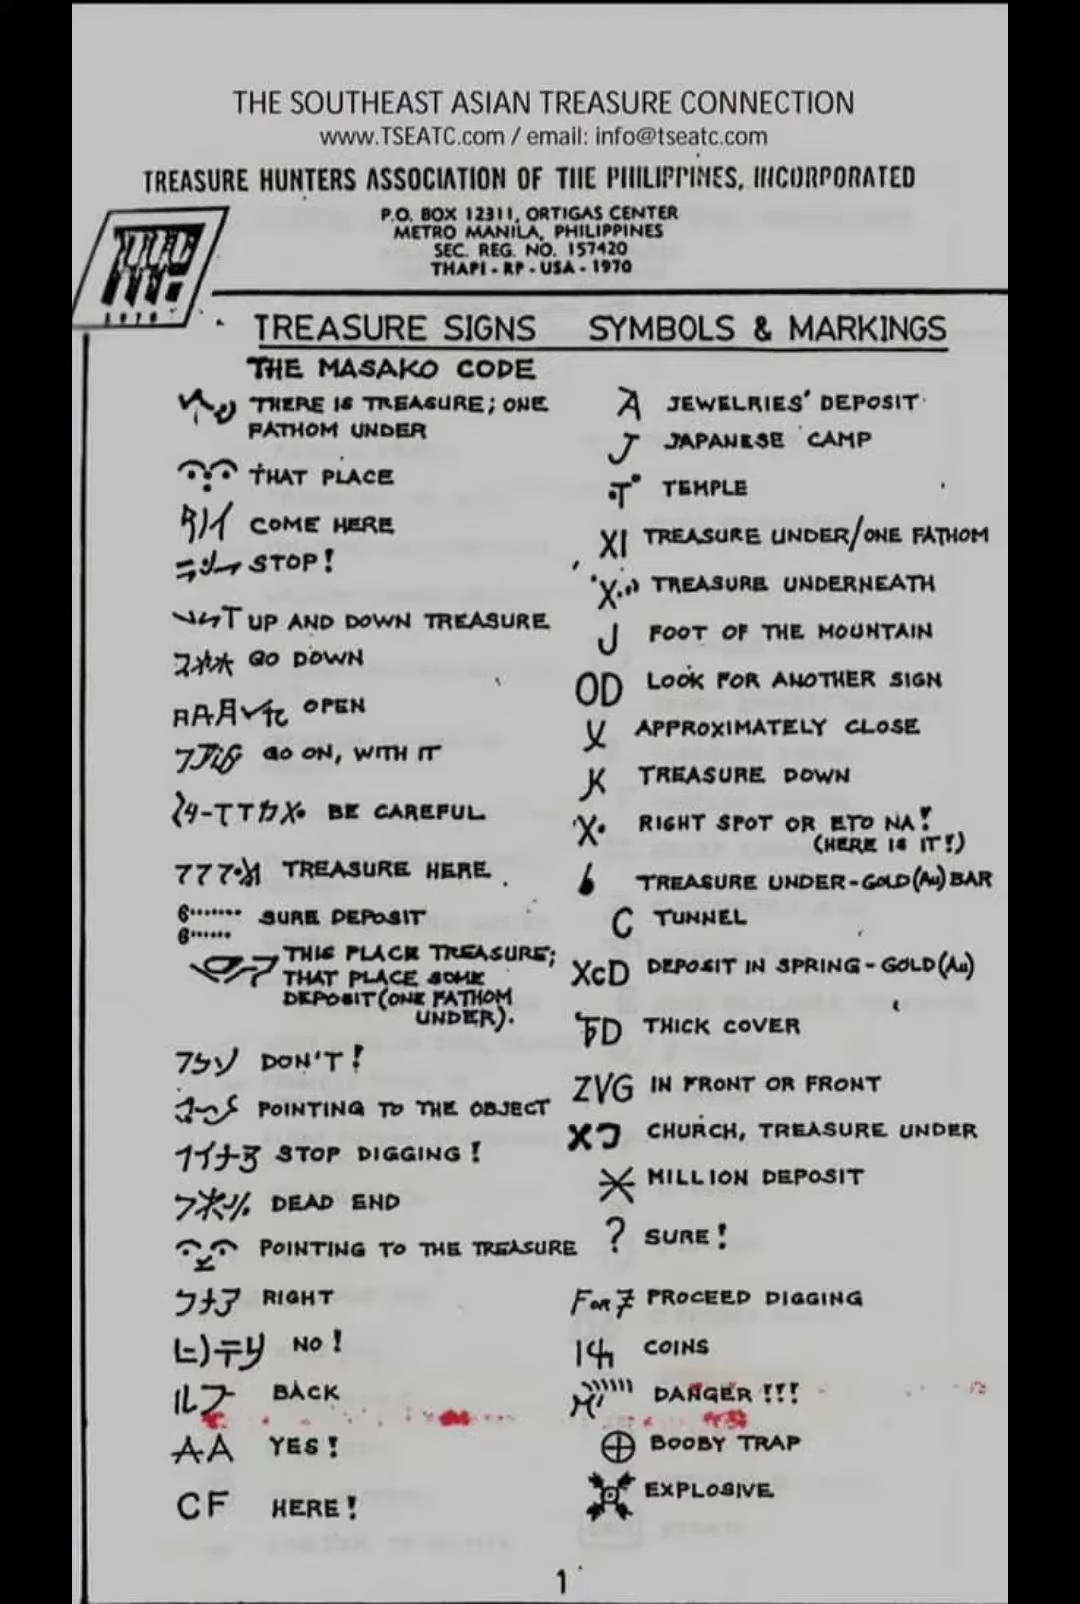 THE SOUTHEAST ASIAN TREASURE CONNECTION
www.TSEATC.com / email: info@tseatc.com
TREASURE HUNTERS ASSOCIATION OF THE PHILIPPINES, INCORPORATED
P.O. BOX 12311, ORTIGAS CENTER
METRO MANILA, PHILIPPINES
SEC. REG. NO. 157420
THAPI - RP - USA - 1970
1970
TREASURE SIGNS SYMBOLS & MARKINGS
THE MASAKO CODE
THERE IS TREASURE; ONE
FATHOM UNDER
THAT PLACE
COME HERE
STOP!
UP AND DOWN TREASURE
GO DOWN
OPEN
GO ON, WITH IT
BE CAREFUL
TREASURE HERE
SURE DEPOSIT
THIS PLACE TREASURE;
THAT PLACE SOME
DEPOSIT (ONE FATHOM
UNDER).
DON'T!
POINTING TO THE OBJECT
STOP DIGGING!
DEAD END
POINTING TO THE TREASURE
RIGHT
NO!
BACK
AA YES!
CF HERE!
JEWELRIES' DEPOSIT
J JAPANESE CAMP
T TEMPLE
XI TREASURE UNDER/ONE FATHOM
X TREASURE UNDERNEATH
J FOOT OF THE MOUNTAIN
OD LOOK FOR ANOTHER SIGN
APPROXIMATELY CLOSE
K TREASURE DOWN
X RIGHT SPOT OR ETO NA!
(HERE IS IT!)
TREASURE UNDER-GOLD(Au) BAR
C TUNNEL
XCD DEPOSIT IN SPRING-GOLD(Au)
THICK COVER
ZVG IN FRONT OR FRONT
CHURCH, TREASURE UNDER
MILLION DEPOSIT
? SURE!
F OR 7 PROCEED DIGGING
COINS
DANGER!!!
BOOBY TRAP
EXPLOSIVE
1